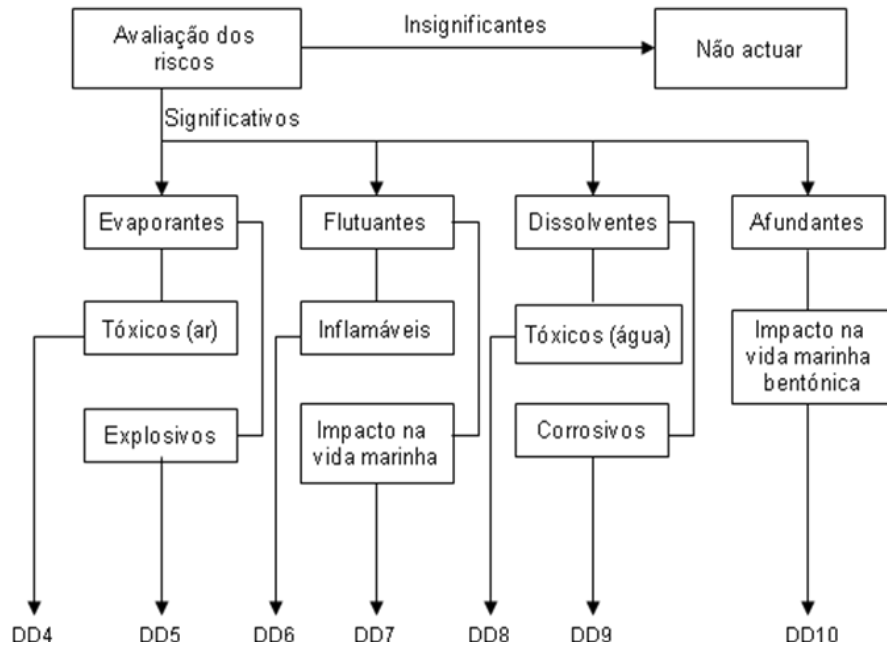 Avaliação dos
riscos
Insignificantes
Não actuar
Significativos
Evaporantes
Flutuantes
Dissolventes
Afundantes
Tóxicos (ar)
Inflamáveis
Tóxicos (água)
Impacto na
vida marinha
bentónica
Explosivos
Impacto na
vida marinha
Corrosivos
DD4
DD5
DD6
DD7
DD8
DD9
DD10